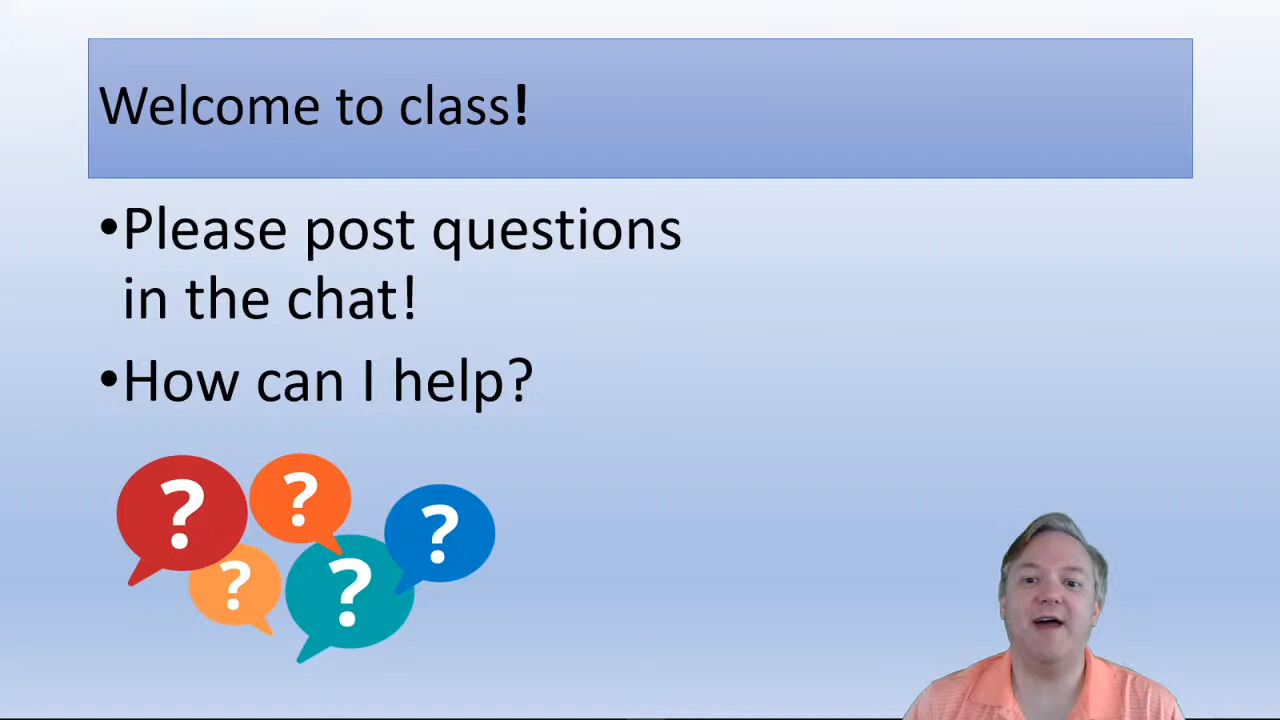 Welcome to class!
•Please post questions
in the chat!
•How can I help?
?
?
?
?
?